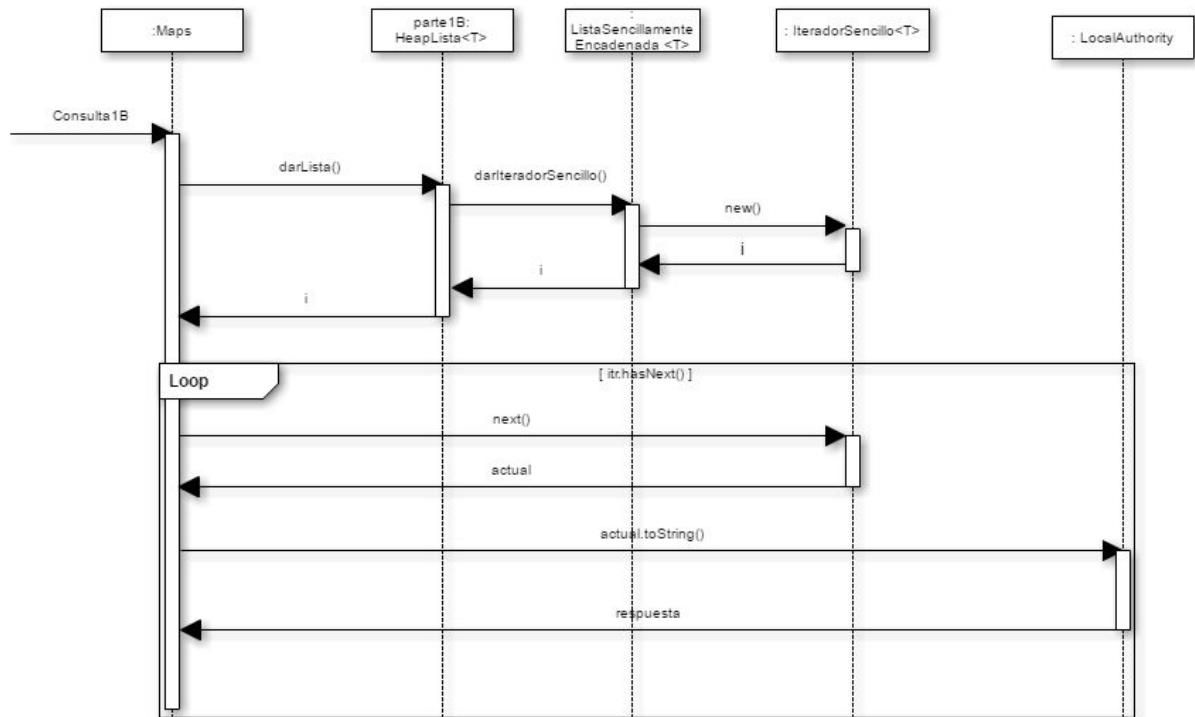 :Maps
parte1B:
HeapLista<T>
:
ListaSencillamente
Encadenada <T>
: IteradorSencillo<T>
: LocalAuthority
Consulta1B
darLista()
darIteradorSencillo()
new()
i
i
i
Loop
[ itr.hasNext() ]
next()
actual
actual.toString()
respuesta